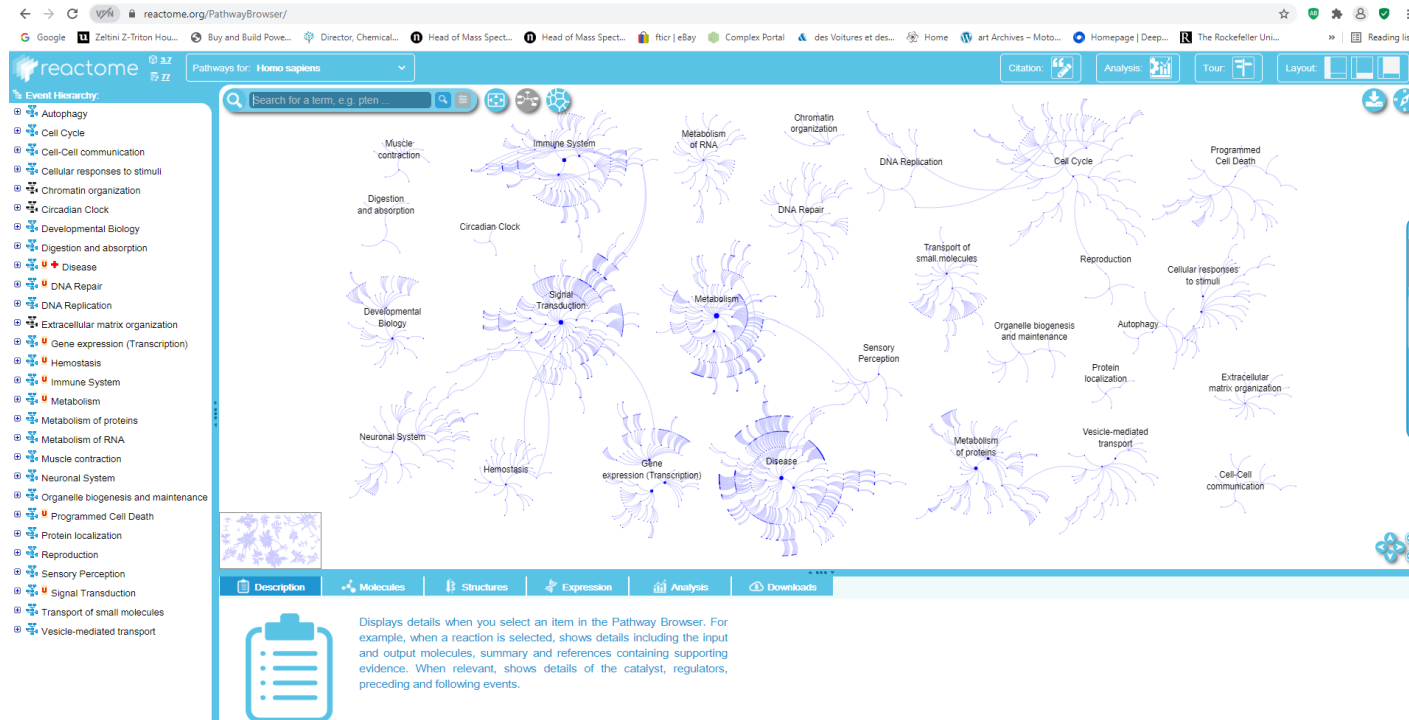 VPN reactome.org/PathwayBrowser/
Google Zeltini Z-Triton Hou... Buy and Build Powe... Director, Chemical... Head of Mass Spect... Head of Mass Spect... fticr | eBay Complex Portal des Voitures et des... Home art Archives – Moto... Homepage | Deep... The Rockefeller Uni... » Reading lis
reactome 3.7 77 Pathways for: Homo sapiens Citation: Analysis: Tour: Layout:
Event Hierarchy:
Autophagy
Cell Cycle
Cell-Cell communication
Cellular responses to stimuli
Chromatin organization
Circadian Clock
Developmental Biology
Digestion and absorption
U Disease
U DNA Repair
DNA Replication
Extracellular matrix organization
U Gene expression (Transcription)
U Hemostasis
U Immune System
U Metabolism
Metabolism of proteins
Metabolism of RNA
Muscle contraction
Neuronal System
Organelle biogenesis and maintenance
U Programmed Cell Death
Protein localization
Reproduction
Sensory Perception
U Signal Transduction
Transport of small molecules
Vesicle-mediated transport
Search for a term, e.g. pten ...
Muscle
contraction
Immune System
Metabolism
of RNA
Chromatin
organization
DNA Replication
Cell Cycle
Programmed
Cell Death
Digestion
and absorption
Circadian Clock
DNA Repair
Transport of
small molecules
Reproduction
Cellular responses
to stimuli
Developmental
Biology
Signal
Transduction
Metabolism
Sensory
Perception
Organelle biogenesis
and maintenance
Autophagy
Protein
localization
Extracellular
matrix organization
Neuronal System
Hemostasis
Gene
expression (Transcription)
Disease
Metabolism
of proteins
Vesicle-mediated
transport
Cell-Cell
communication
Description Molecules Structures Expression Analysis Downloads
Displays details when you select an item in the Pathway Browser. For
example, when a reaction is selected, shows details including the input
and output molecules, summary and references containing supporting
evidence. When relevant, shows details of the catalyst, regulators,
preceding and following events.